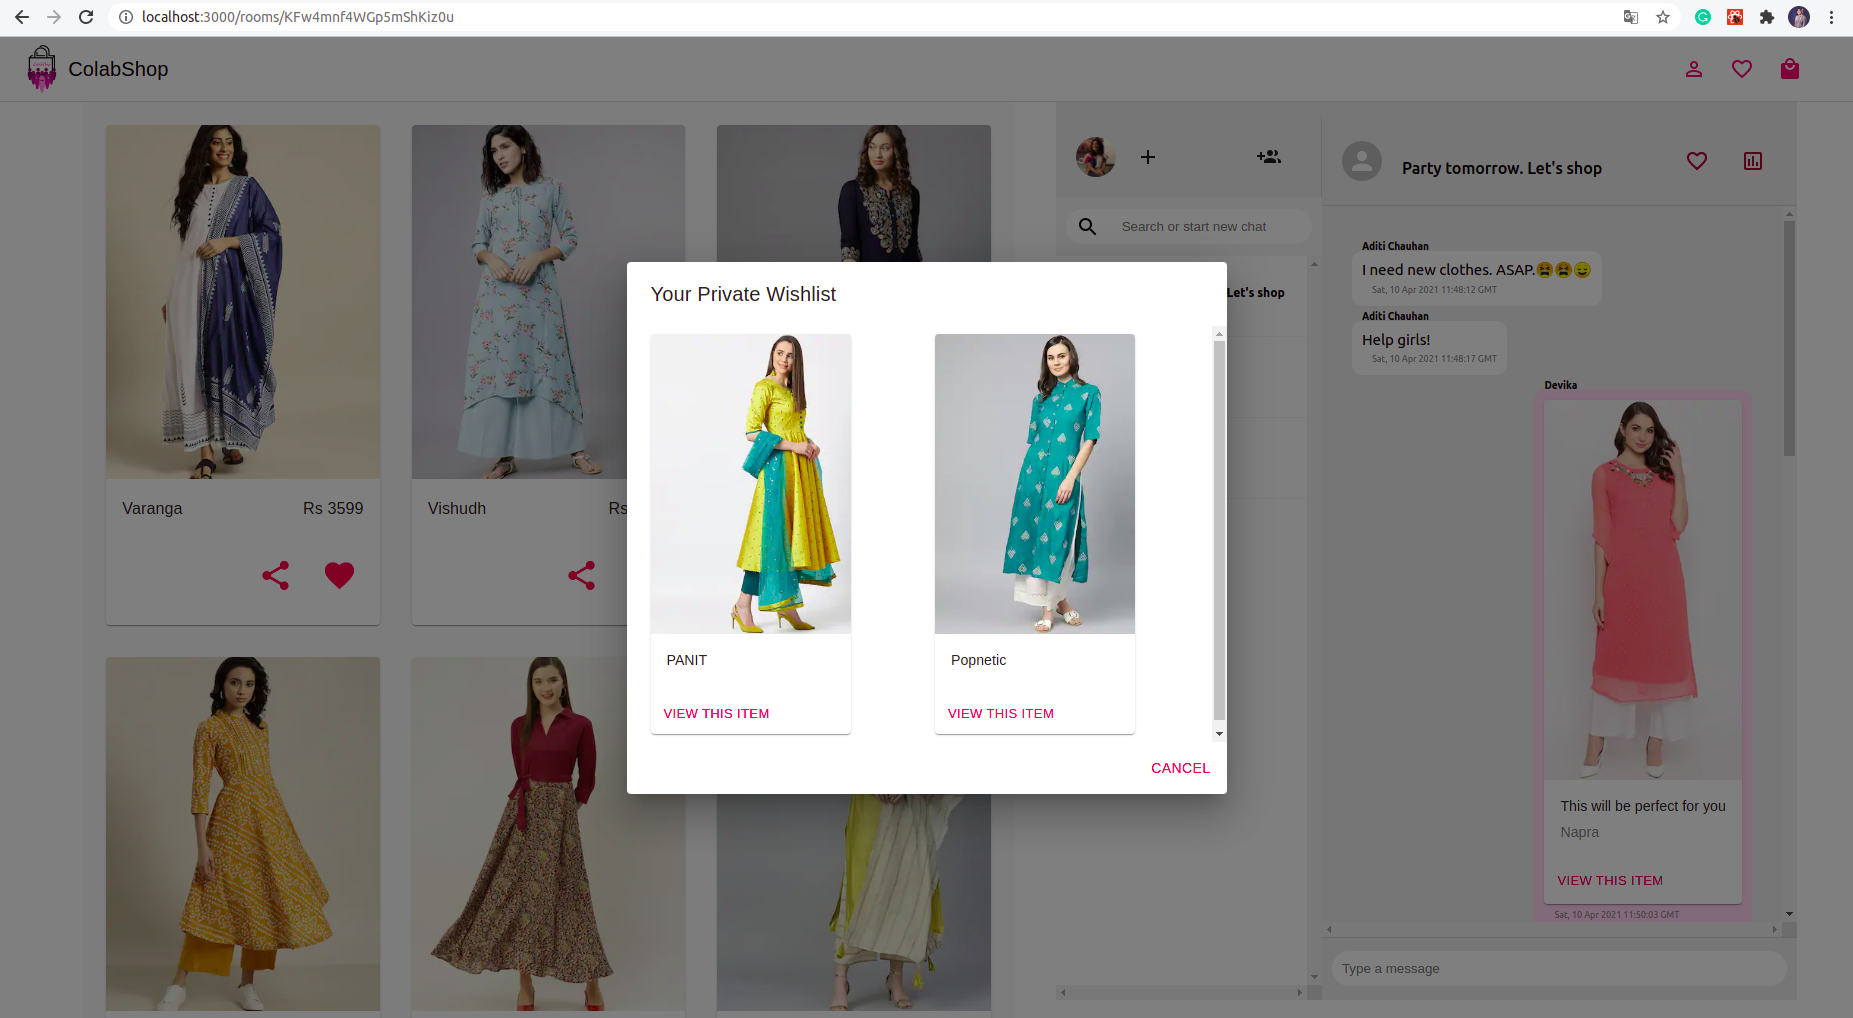 localhost:3000/rooms/KFw4mnf4WGp5mShKiz0u
ColabShop
Varanga Rs 3599
Vishudh Rs
Your Private Wishlist
PANIT
VIEW THIS ITEM
Popnetic
VIEW THIS ITEM
CANCEL
Search or start new chat
Let's shop
Party tomorrow. Let's shop
Aditi Chauhan
I need new clothes. ASAP.😫😫😅
Sat, 10 Apr 2021 11:48:12 GMT
Aditi Chauhan
Help girls!
Sat, 10 Apr 2021 11:48:17 GMT
Devika
This will be perfect for you
Napra
VIEW THIS ITEM
Sat, 10 Apr 2021 11:50:03 GMT
Type a message